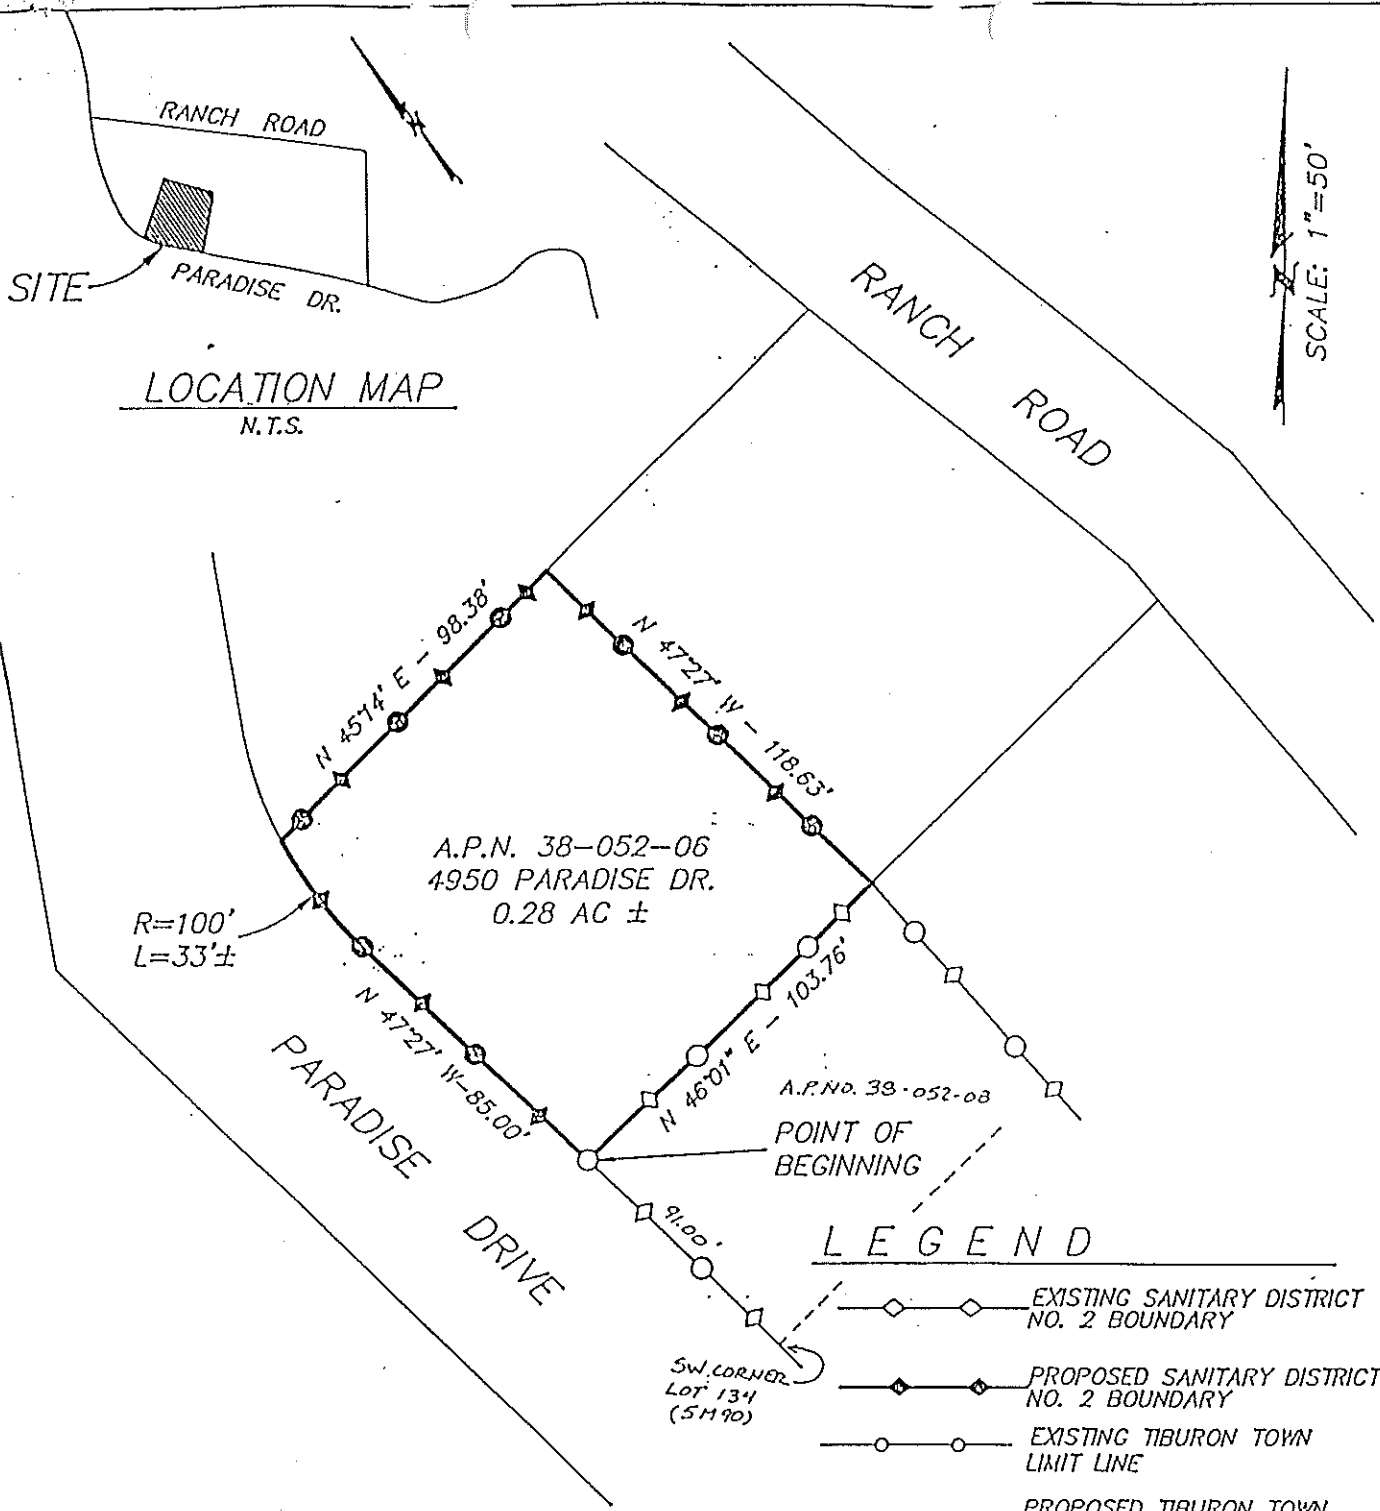 RANCH ROAD
SITE
PARADISE DR.
LOCATION MAP
N.T.S.
SCALE: 1"=50'
RANCH
ROAD
N 45°14' E - 98.38'
N 47°27' W - 118.63'
A.P.N. 38-052-06
4950 PARADISE DR.
0.28 AC ±
R=100'
L=33'±
N 47°27' W-85.00'
N 46°01" E - 103.76'
PARADISE
DRIVE
A.P.NO. 38-052-08
POINT OF
BEGINNING
91.00'
SW. CORNER
LOT 134
(5M90)
LEGEND
EXISTING SANITARY DISTRICT
NO. 2 BOUNDARY
PROPOSED SANITARY DISTRICT
NO. 2 BOUNDARY
EXISTING TIBURON TOWN
LIMIT LINE
PROPOSED TIBURON TOWN